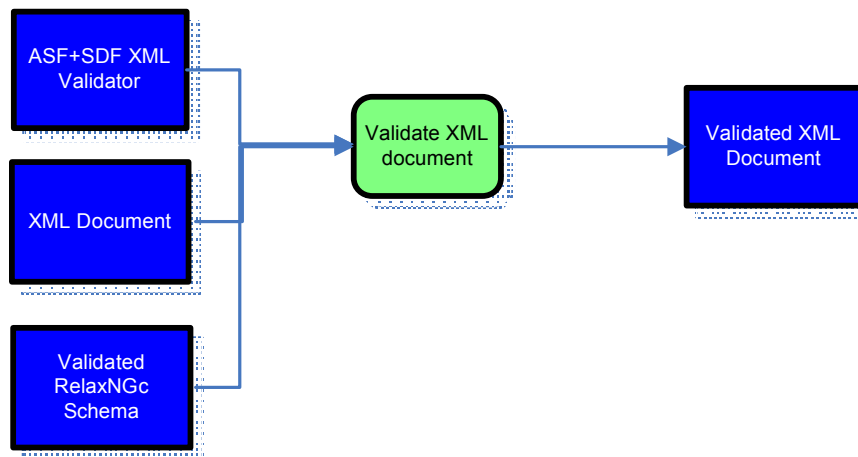 ASF+SDF XML
Validator
XML Document
Validated
RelaxNGc
Schema
Validate XML
document
Validated XML
Document